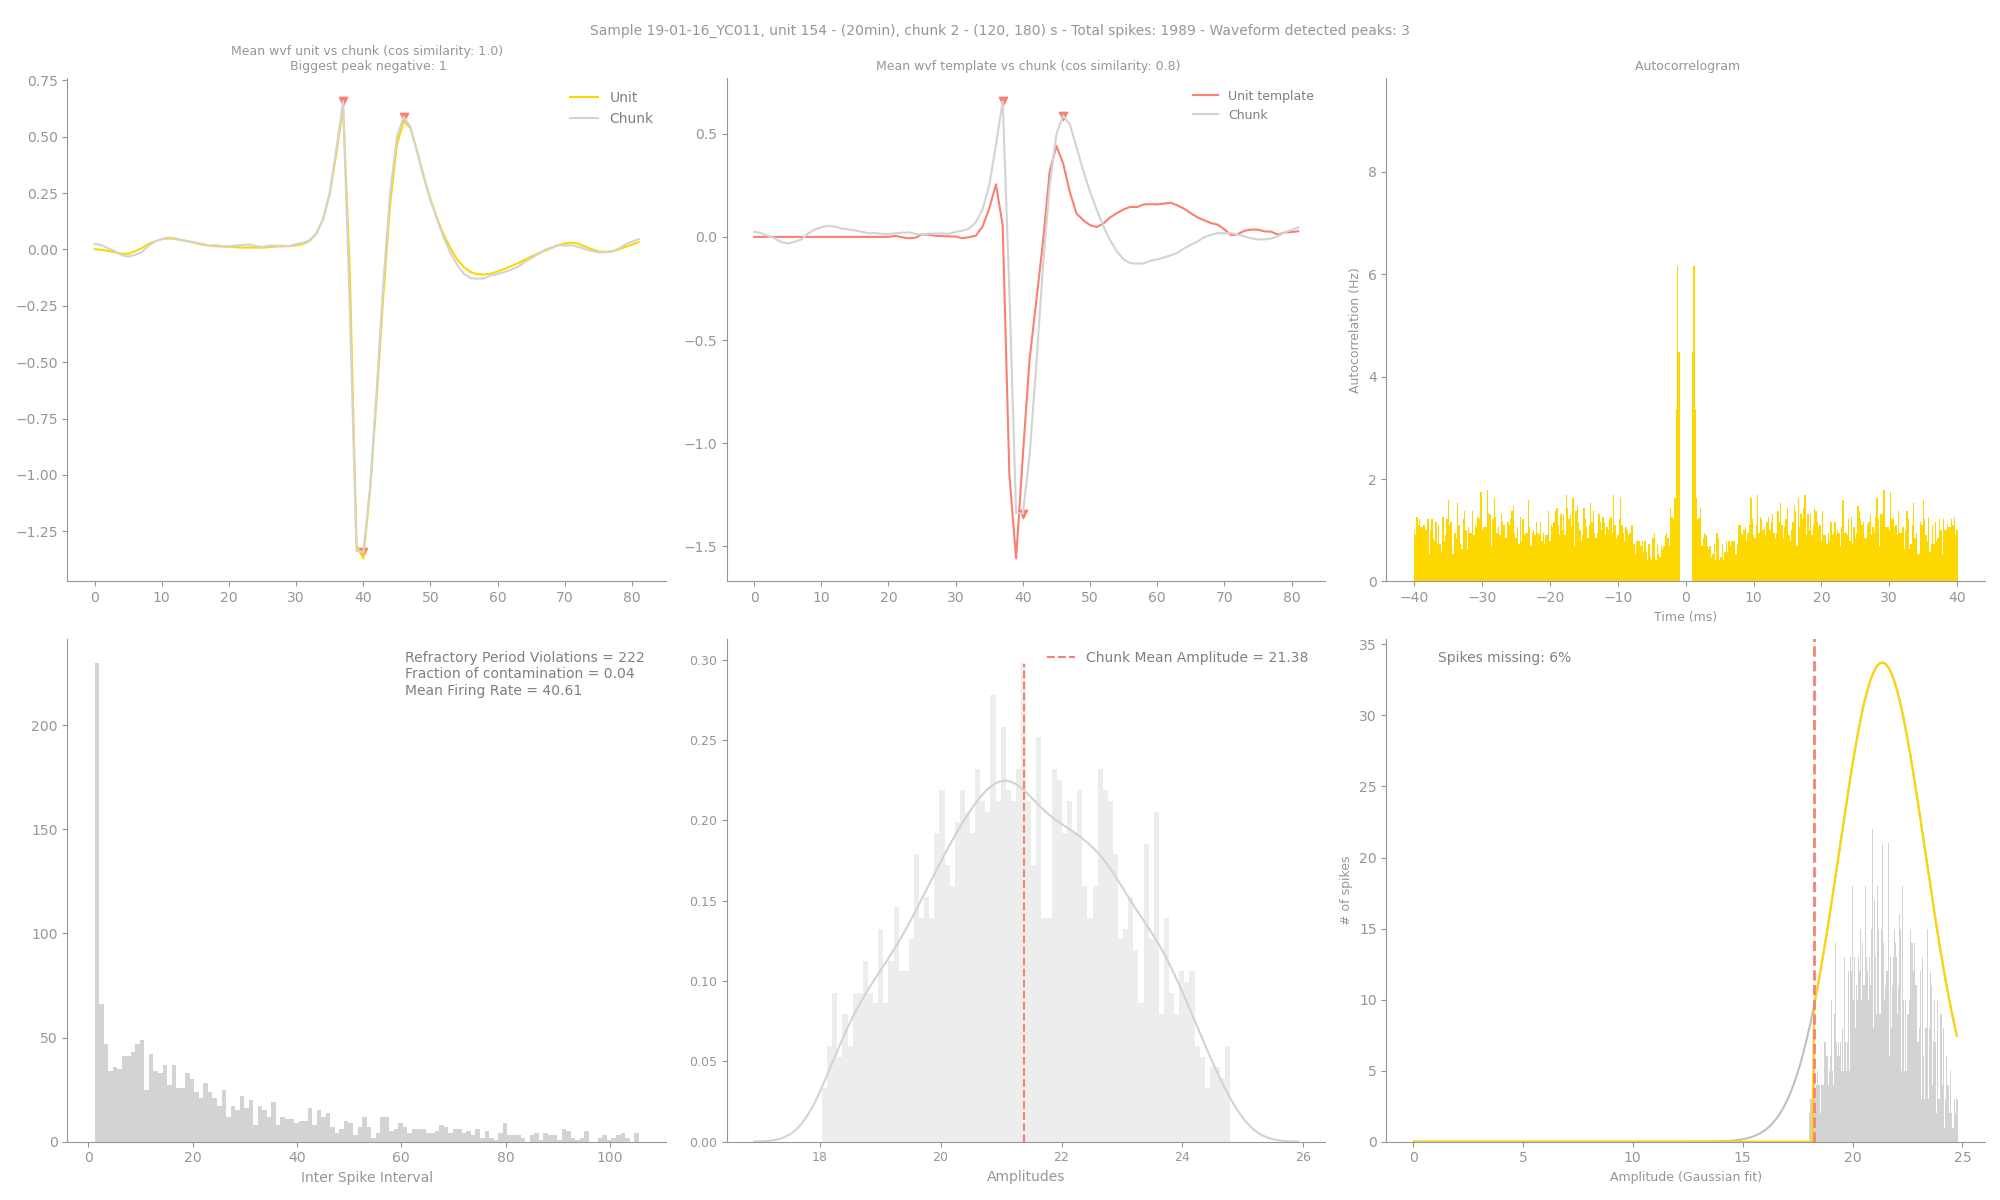 Sample 19-01-16_YC011, unit 154 - (20min), chunk 2 - (120, 180) s - Total spikes: 1989 - Waveform detected peaks: 3
Mean wvf unit vs chunk (cos similarity: 1.0)
Biggest peak negative: 1
Unit
Chunk
0.75
0.50
0.25
0.00
−0.25
−0.50
−0.75
−1.00
−1.25
0 10 20 30 40 50 60 70 80
Mean wvf template vs chunk (cos similarity: 0.8)
Unit template
Chunk
0.5
0.0
−0.5
−1.0
−1.5
0 10 20 30 40 50 60 70 80
Autocorrelogram
Autocorrelation (Hz)
8
6
4
2
0
−40 −30 −20 −10 0 10 20 30 40
Time (ms)
Refractory Period Violations = 222
Fraction of contamination = 0.04
Mean Firing Rate = 40.61
200
150
100
50
0
0 20 40 60 80 100
Inter Spike Interval
Chunk Mean Amplitude = 21.38
0.30
0.25
0.20
0.15
0.10
0.05
0.00
18 20 22 24 26
Amplitudes
Spikes missing: 6%
# of spikes
35
30
25
20
15
10
5
0
0 5 10 15 20 25
Amplitude (Gaussian fit)